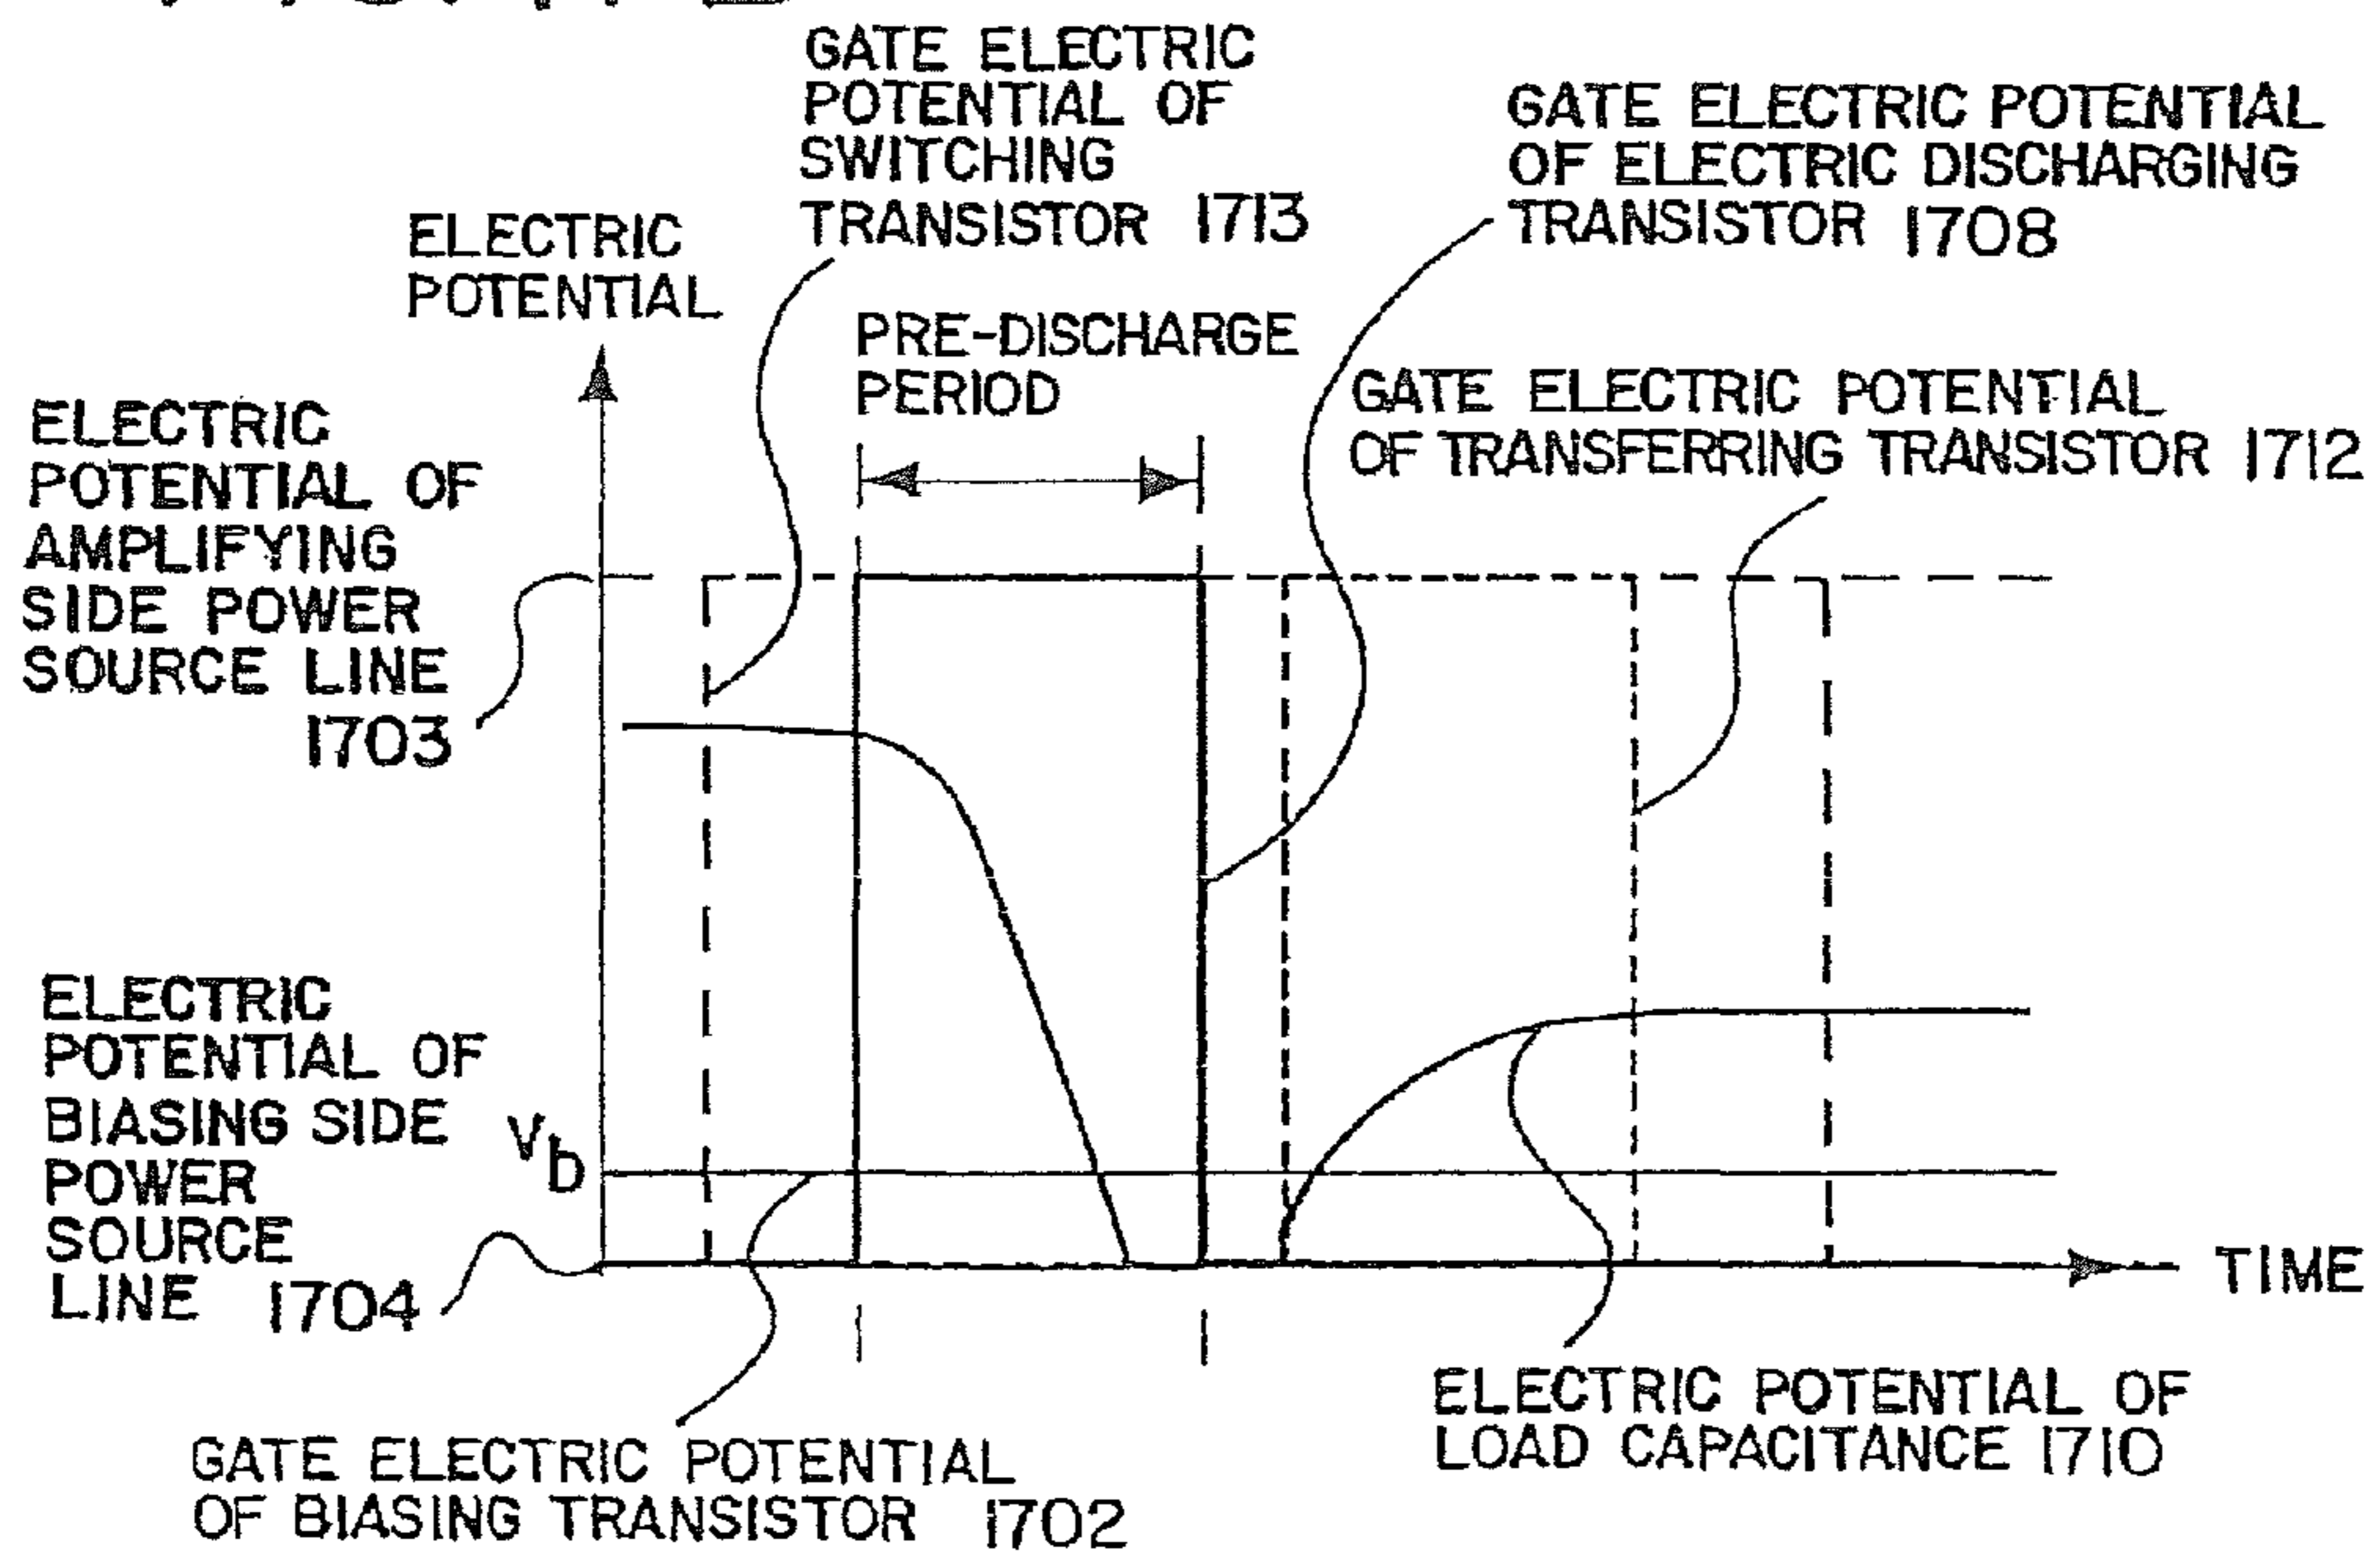 GATE ELECTRIC
POTENTIAL OF
SWITCHING
TRANSISTOR 1713
GATE ELECTRIC POTENTIAL
OF ELECTRIC DISCHARGING
TRANSISTOR 1708
ELECTRIC
POTENTIAL
PRE-DISCHARGE
PERIOD
GATE ELECTRIC POTENTIAL
OF TRANSFERRING TRANSISTOR 1712
ELECTRIC
POTENTIAL OF
AMPLIFYING
SIDE POWER
SOURCE LINE
1703
ELECTRIC
POTENTIAL OF
BIASING SIDE
POWER
SOURCE
LINE 1704
Vb
TIME
GATE ELECTRIC POTENTIAL
OF BIASING TRANSISTOR 1702
ELECTRIC POTENTIAL OF
LOAD CAPACITANCE 1710